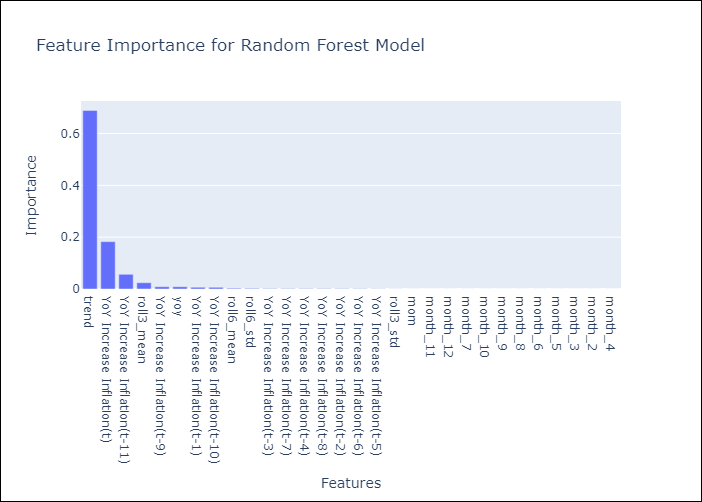 Feature Importance for Random Forest Model
Importance
0.6
0.4
0.2
0
trend
YoY Increase Inflation(t)
YoY Increase Inflation(t-11)
roll3_mean
YoY Increase Inflation(t-9)
yoy
YoY Increase Inflation(t-1)
YoY Increase Inflation(t-10)
roll6_mean
roll6_std
YoY Increase Inflation(t-3)
YoY Increase Inflation(t-7)
YoY Increase Inflation(t-4)
YoY Increase Inflation(t-8)
YoY Increase Inflation(t-2)
YoY Increase Inflation(t-6)
YoY Increase Inflation(t-5)
roll3_std
mom
month_11
month_12
month_7
month_10
month_9
month_8
month_6
month_5
month_3
month_2
month_4
Features